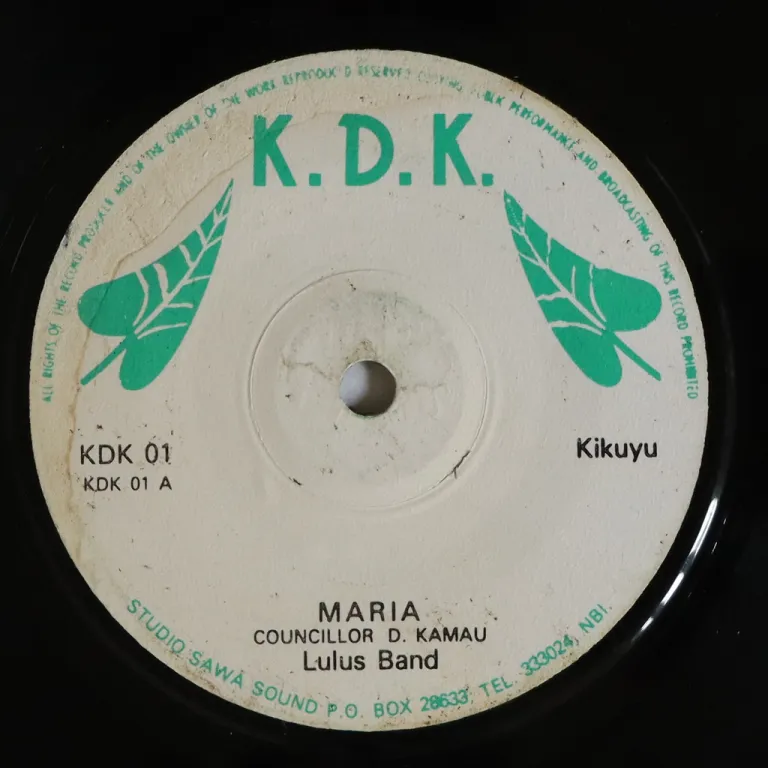 ALL RIGHTS OF THE RECORD PRODUCER AND OF THE OWNER OF THE WORK REPRODUCED RESERVED COPYING PUBLIC PERFORMANCE AND BROADCASTING OF THIS RECORD PROHIBITED
K.D.K.
KDK 01
KDK 01 A
Kikuyu
MARIA
COUNCILLOR D. KAMAU
Lulus Band
STUDIO SAWA SOUND P.O. BOX 28633, TEL. 333024, NBI.